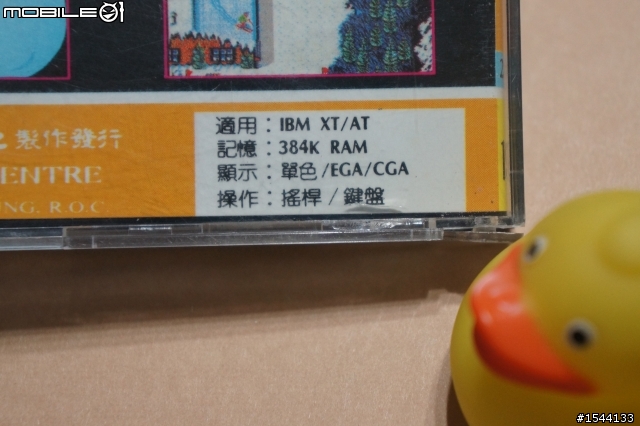 MOBILE01
製作發行
ENTRE
UNG, R.O.C.
適用：IBM XT/AT
記憶：384K RAM
顯示：單色/EGA/CGA
操作：搖桿/鍵盤
#1544133